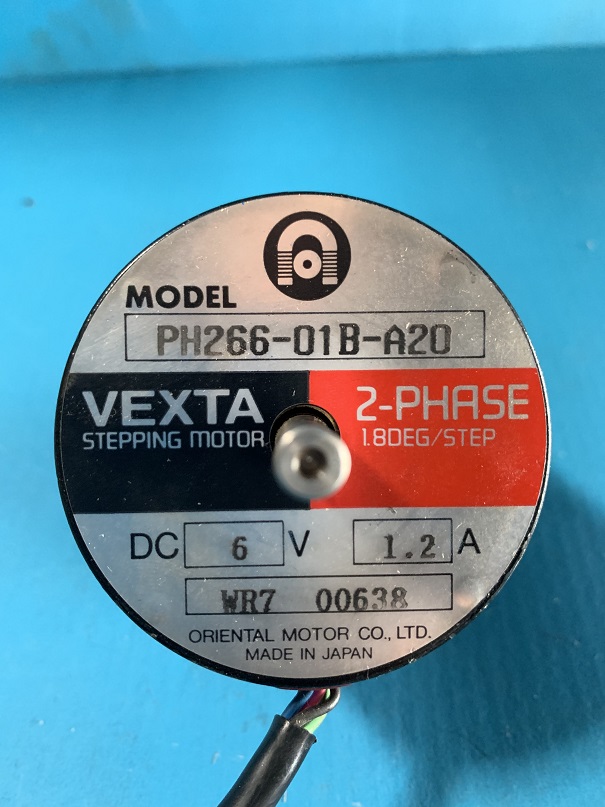 MODEL
PH266-01B-A20
VEXTA 2-PHASE
STEPPING MOTOR 1.8DEG/STEP
DC 6 V 1.2 A
WR7 00638
ORIENTAL MOTOR CO., LTD.
MADE IN JAPAN